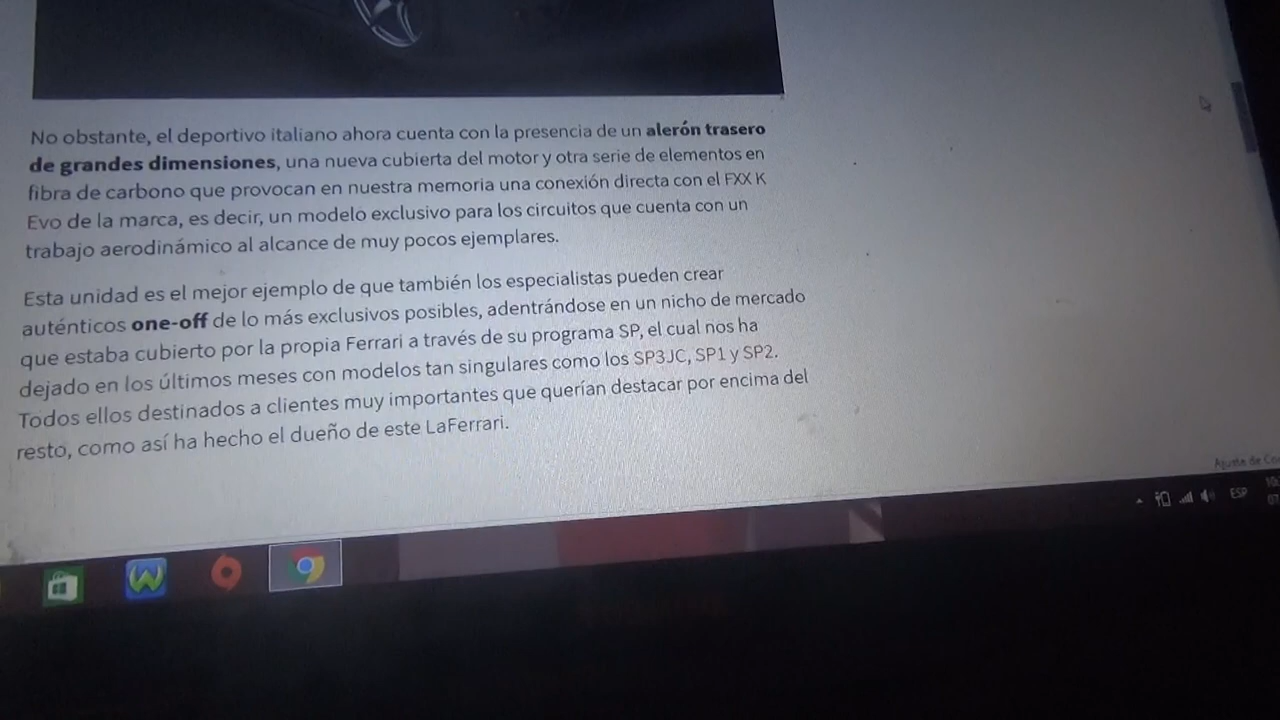 No obstante, el deportivo italiano ahora cuenta con la presencia de un alerón trasero
de grandes dimensiones, una nueva cubierta del motor y otra serie de elementos en
fibra de carbono que provocan en nuestra memoria una conexión directa con el FXX K
Evo de la marca, es decir, un modelo exclusivo para los circuitos que cuenta con un
trabajo aerodinámico al alcance de muy pocos ejemplares.
Esta unidad es el mejor ejemplo de que también los especialistas pueden crear
auténticos one-off de lo más exclusivos posibles, adentrándose en un nicho de mercado
que estaba cubierto por la propia Ferrari a través de su programa SP, el cual nos ha
dejado en los últimos meses con modelos tan singulares como los SP3JC, SP1 y SP2.
Todos ellos destinados a clientes muy importantes que querían destacar por encima del
resto, como así ha hecho el dueño de este LaFerrari.
Ajuste de
ESP